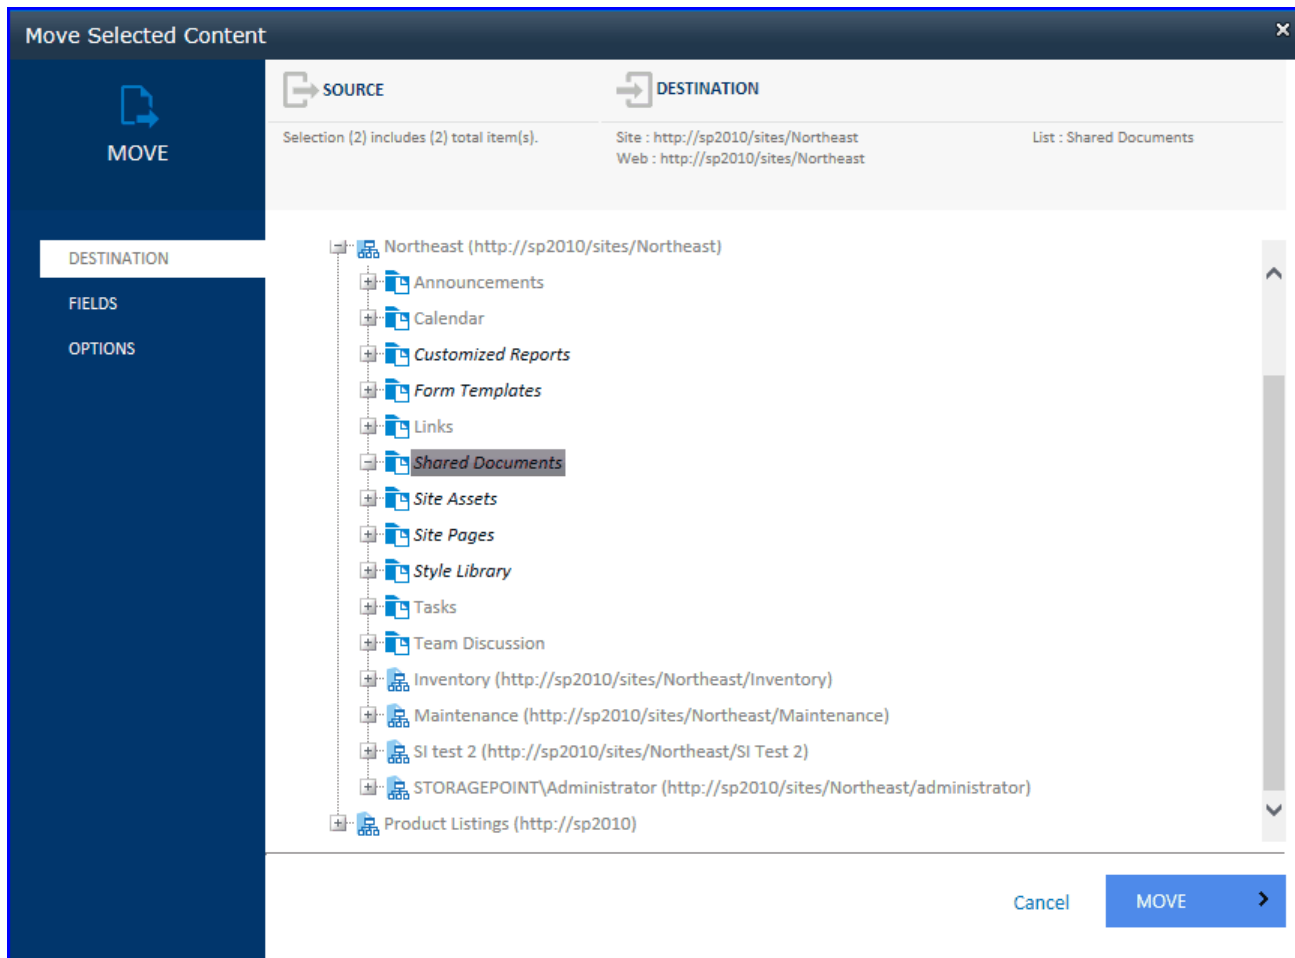 Move Selected Content
MOVE
SOURCE
DESTINATION
Selection (2) includes (2) total item(s).
Site : http://sp2010/sites/Northeast
List : Shared Documents
Web : http://sp2010/sites/Northeast
DESTINATION
FIELDS
OPTIONS
Northeast (http://sp2010/sites/Northeast)
Announcements
Calendar
Customized Reports
Form Templates
Links
Shared Documents
Site Assets
Site Pages
Style Library
Tasks
Team Discussion
Inventory (http://sp2010/sites/Northeast/Inventory)
Maintenance (http://sp2010/sites/Northeast/Maintenance)
SI test 2 (http://sp2010/sites/Northeast/SI Test 2)
STORAGEPOINT\Administrator (http://sp2010/sites/Northeast/administrator)
Product Listings (http://sp2010)
Cancel
MOVE